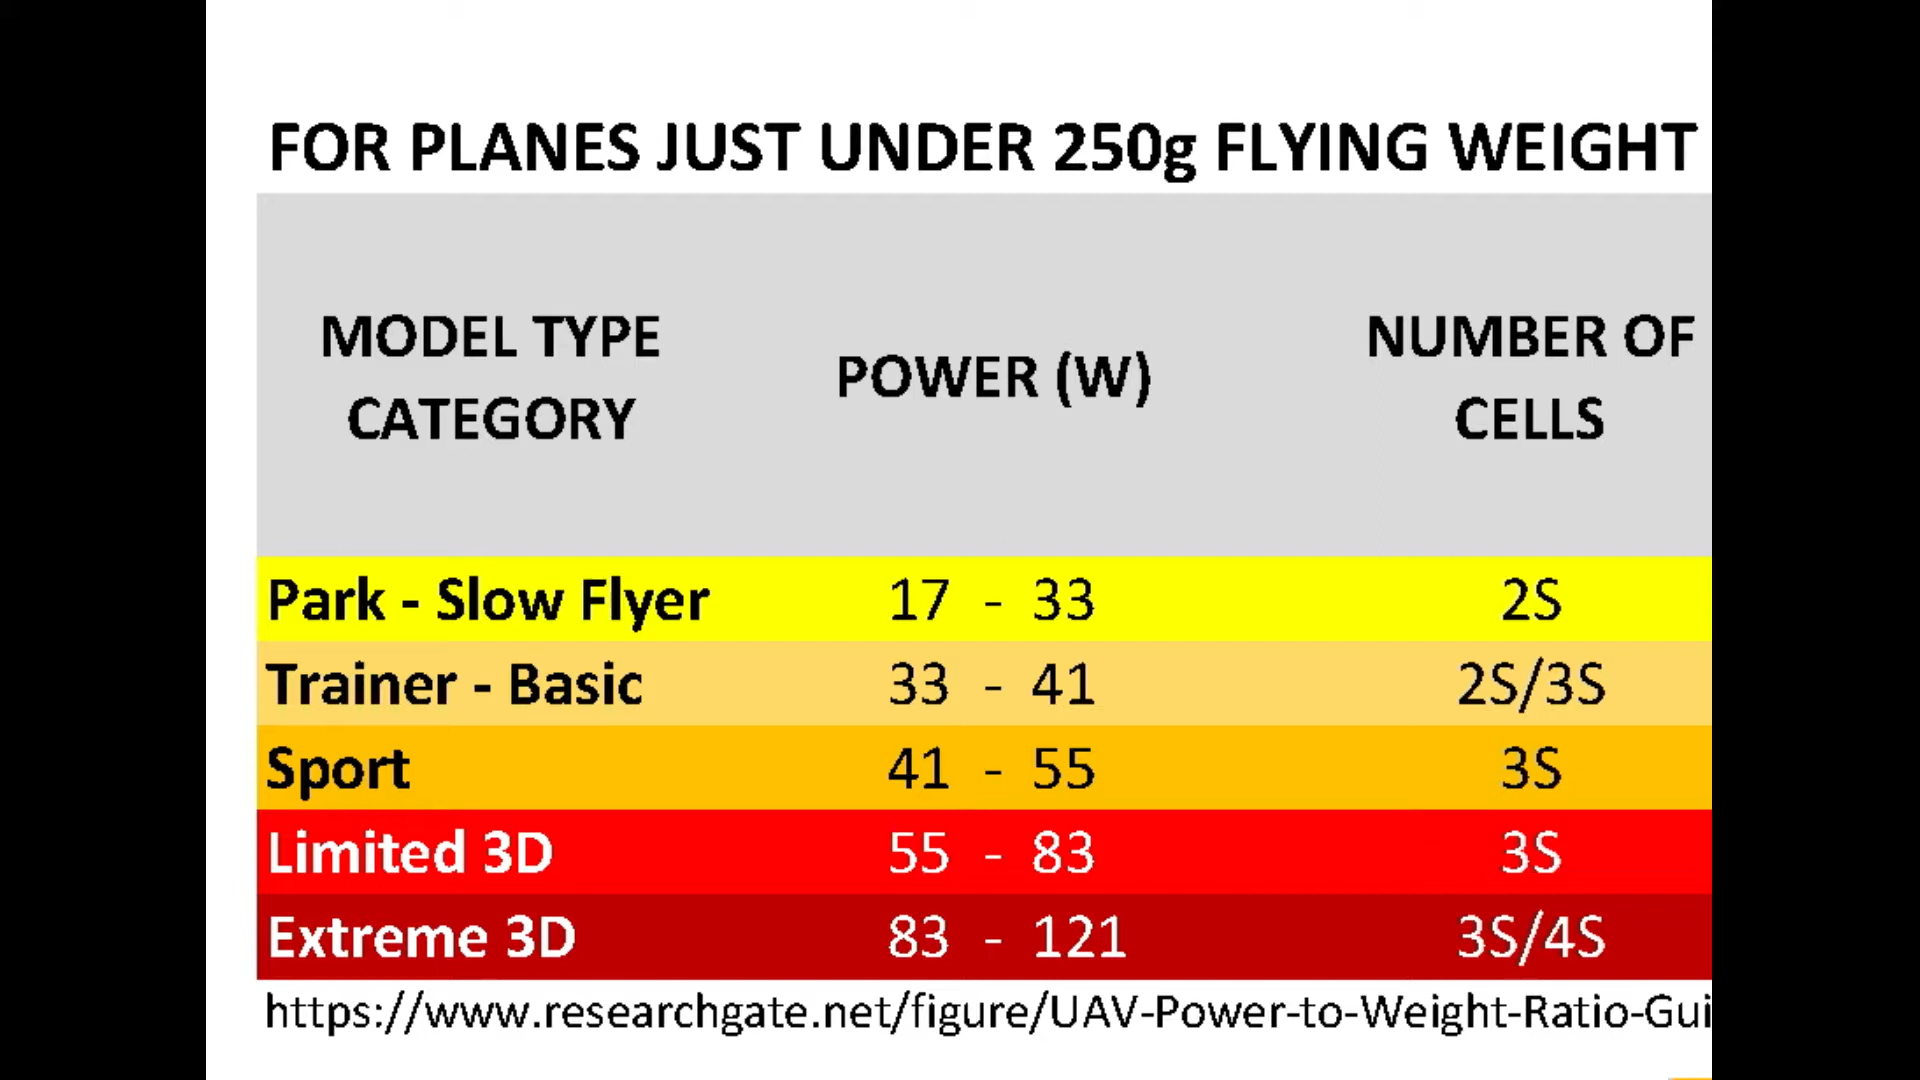 FOR PLANES JUST UNDER 250g FLYING WEIGHT
MODEL TYPE CATEGORY POWER (W) NUMBER OF CELLS
Park - Slow Flyer 17 - 33 2S
Trainer - Basic 33 - 41 2S/3S
Sport 41 - 55 3S
Limited 3D 55 - 83 3S
Extreme 3D 83 - 121 3S/4S
https://www.researchgate.net/figure/UAV-Power-to-Weight-Ratio-Gui